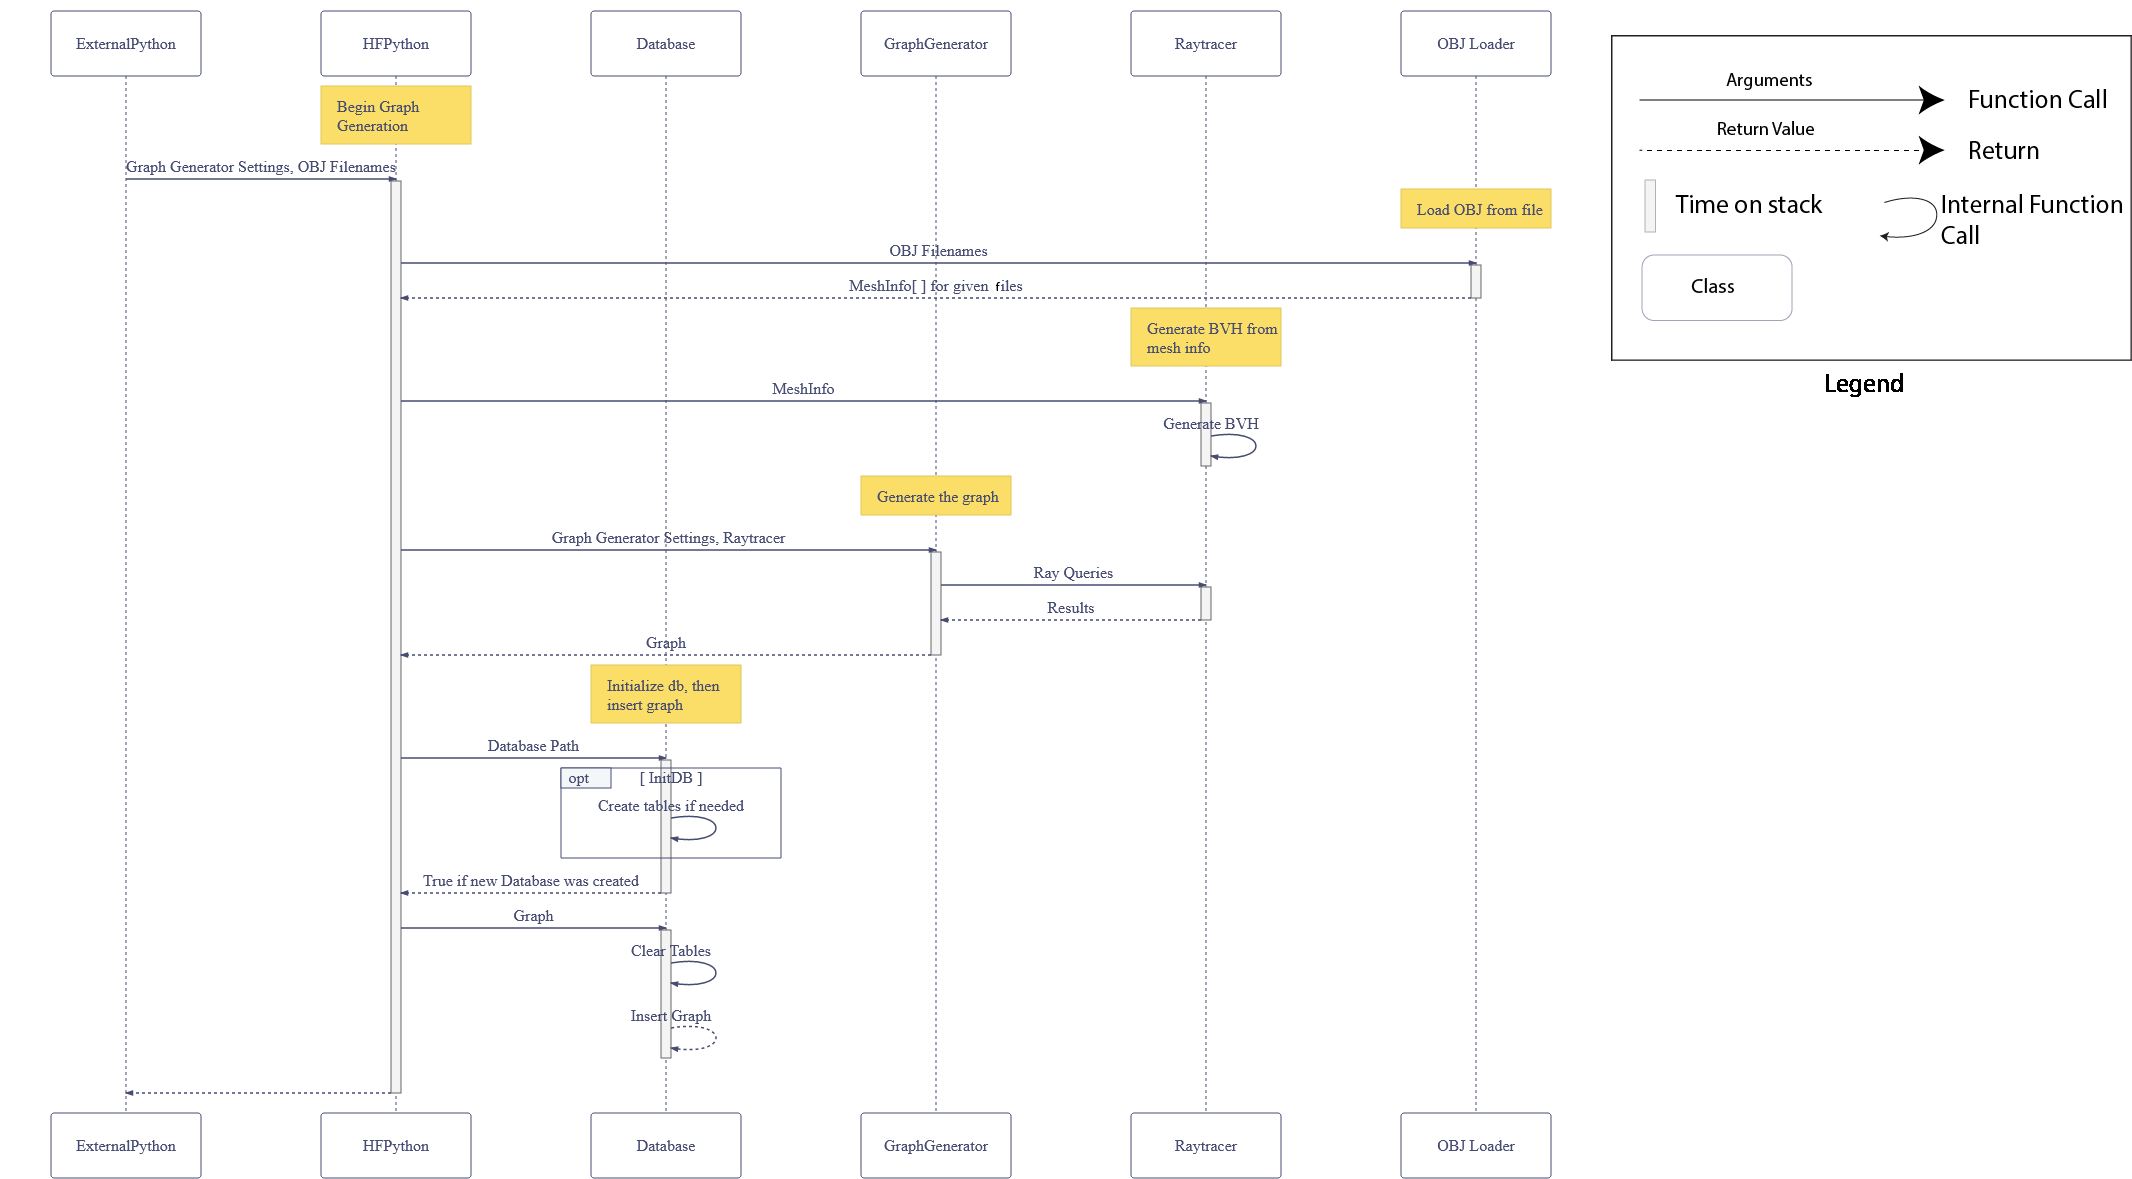 ExternalPython
HFPython
Database
GraphGenerator
Raytracer
OBJ Loader
Arguments
Function Call
Return Value
Return
Time on stack
Internal Function
Call
Class
Legend
Begin Graph
Generation
Graph Generator Settings, OBJ Filenames
Load OBJ from file
OBJ Filenames
MeshInfo[ ] for given files
Generate BVH from
mesh info
MeshInfo
Generate BVH
Generate the graph
Graph Generator Settings, Raytracer
Ray Queries
Results
Graph
Initialize db, then
insert graph
Database Path
opt
[ InitDB ]
Create tables if needed
True if new Database was created
Graph
Clear Tables
Insert Graph
ExternalPython
HFPython
Database
GraphGenerator
Raytracer
OBJ Loader